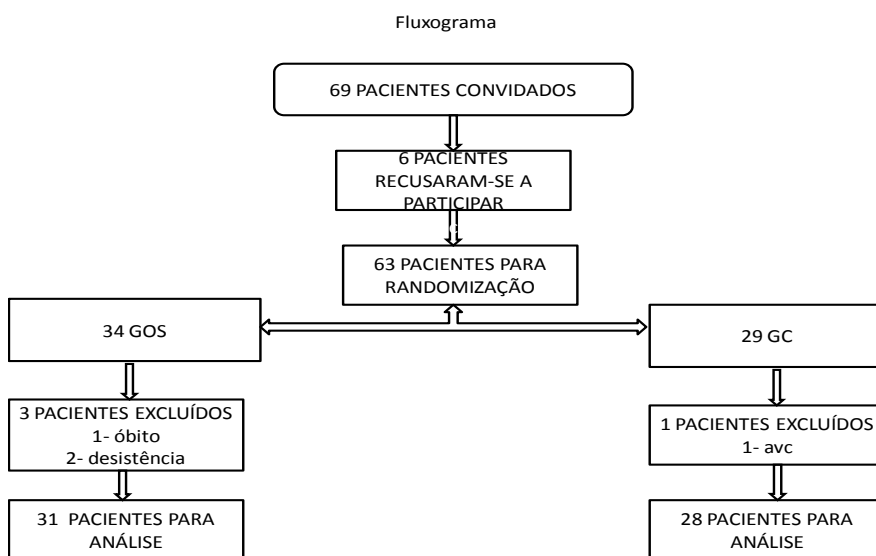 Fluxograma
69 PACIENTES CONVIDADOS
6 PACIENTES
RECUSARAM-SE A
PARTICIPAR
63 PACIENTES PARA
RANDOMIZAÇÃO
34 GOS
29 GC
3 PACIENTES EXCLUÍDOS
1- óbito
2- desistência
1 PACIENTES EXCLUÍDOS
1- avc
31 PACIENTES PARA
ANÁLISE
28 PACIENTES PARA
ANÁLISE